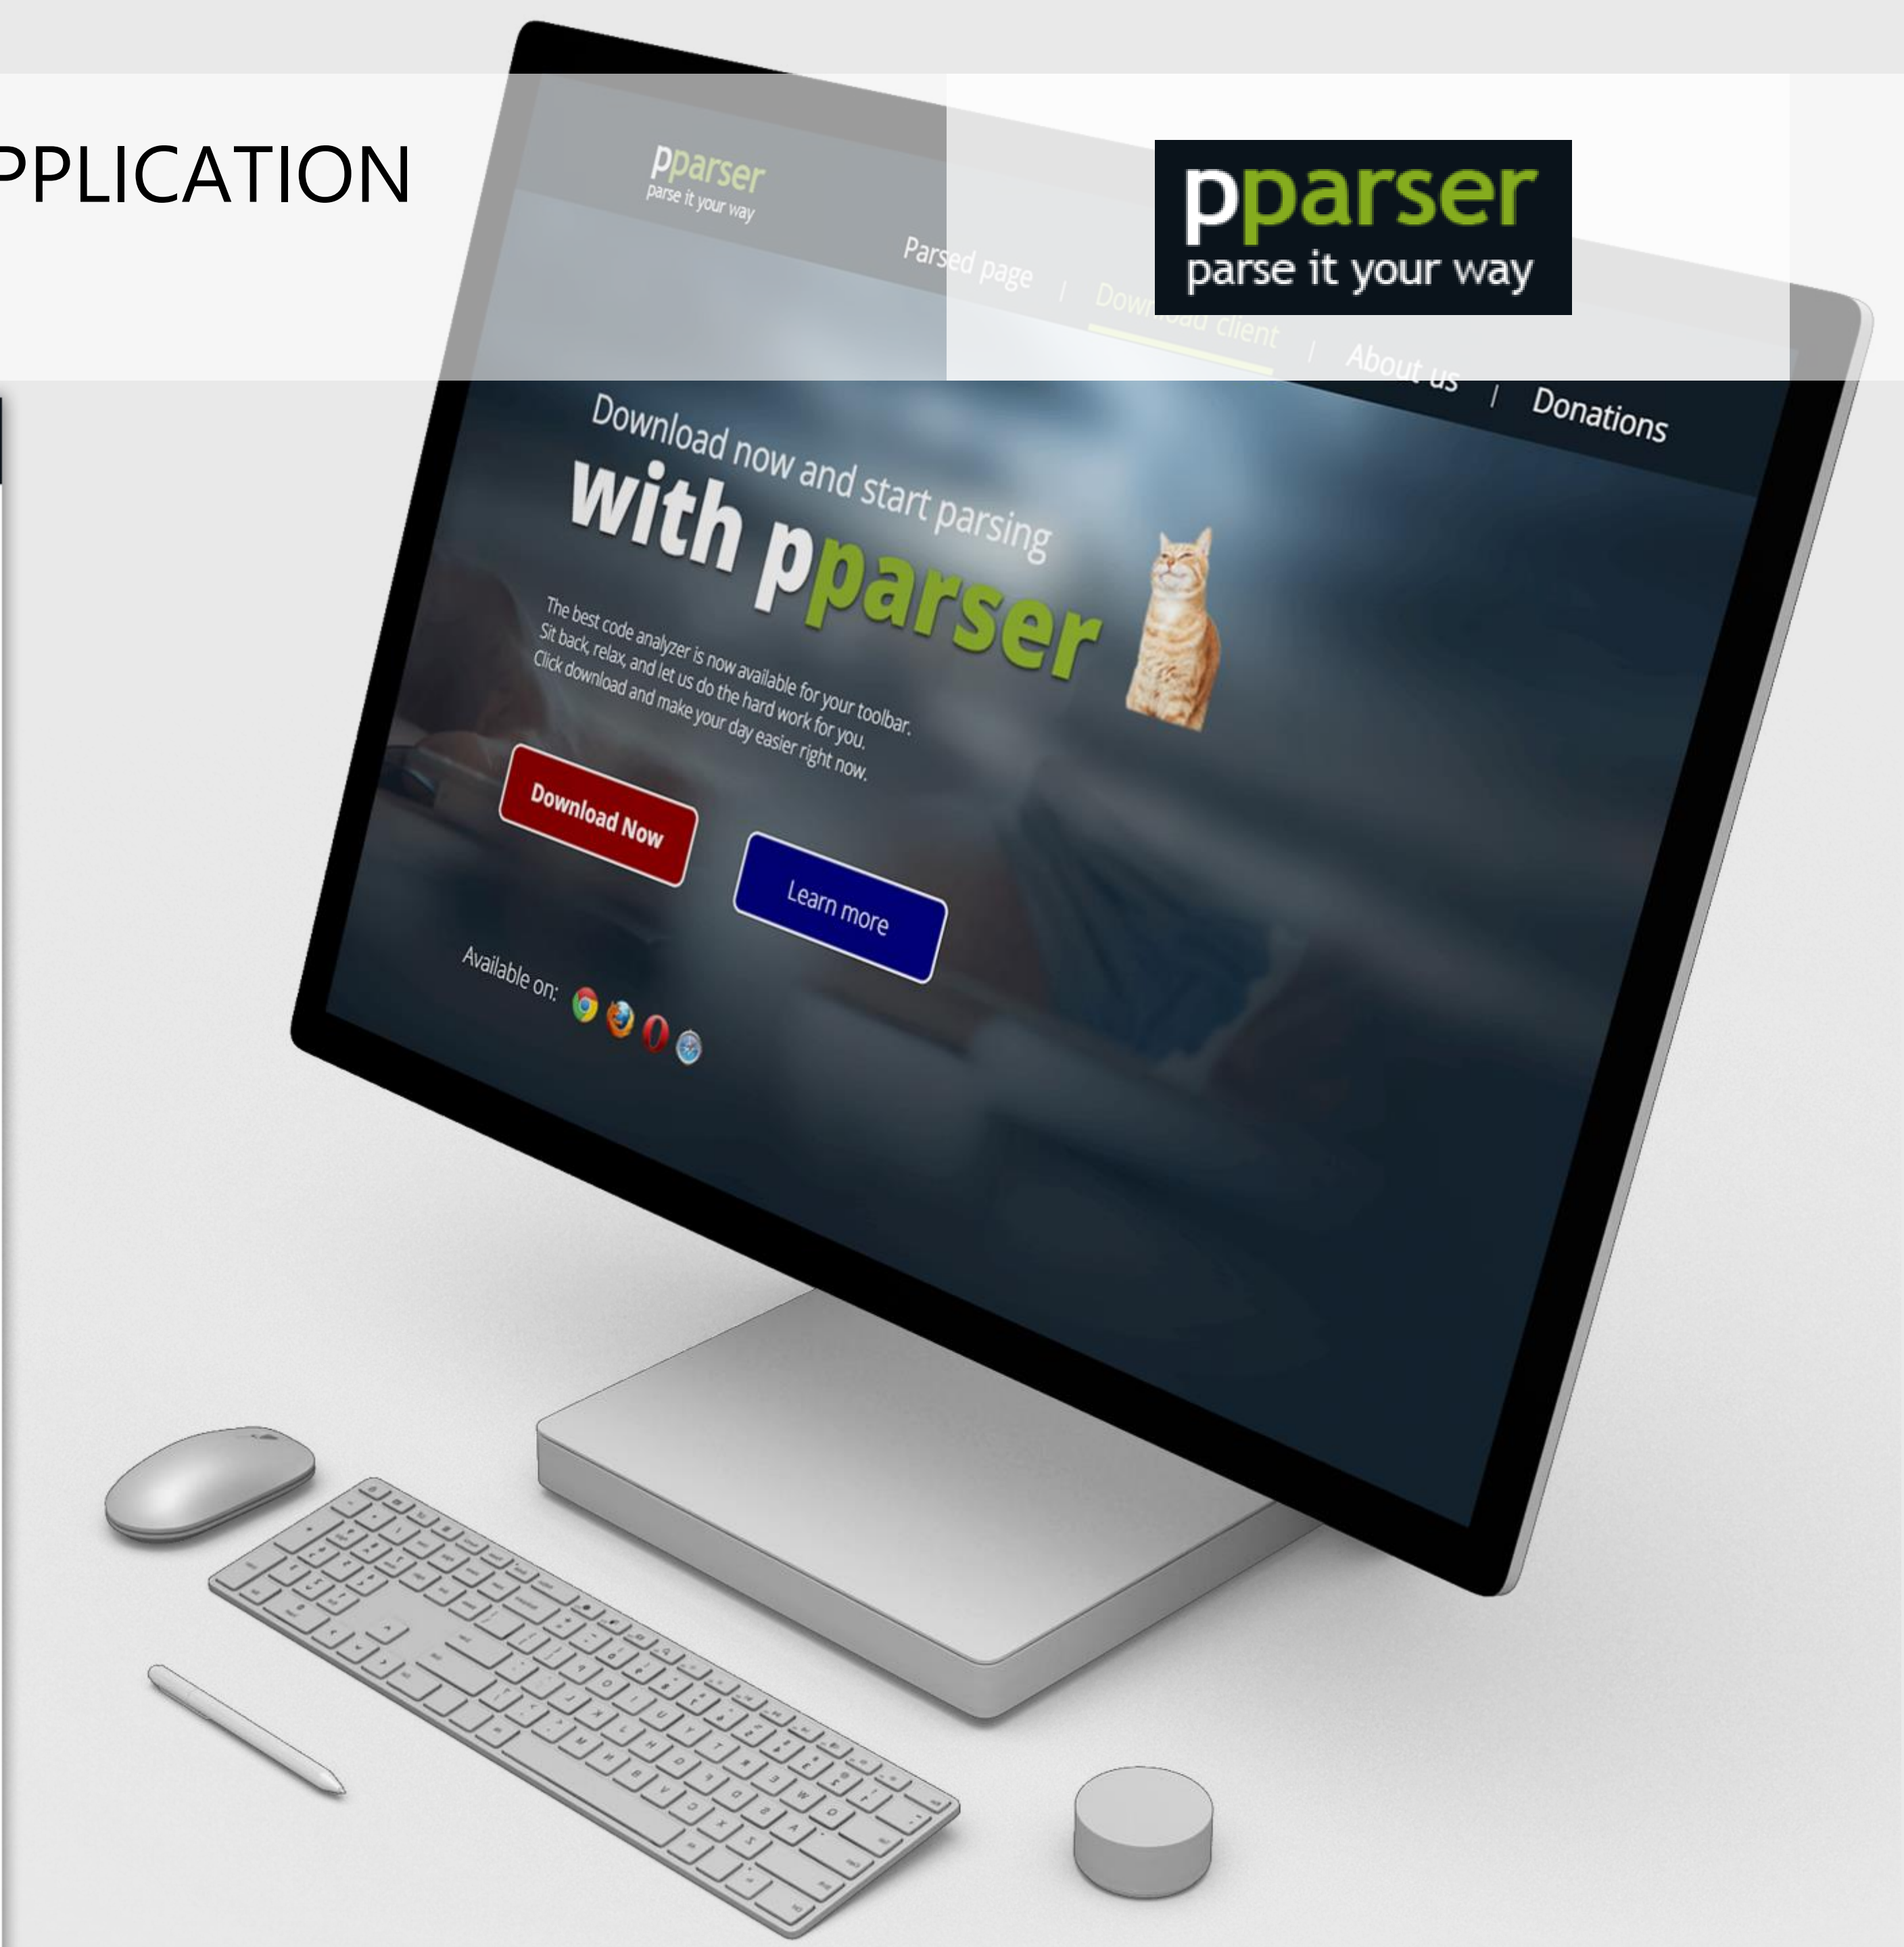 PPLICATION
pparser
parse it your way
pparser
parse it your way
Parsed page | Download client | About us | Donations
Download now and start parsing
with pparser
The best code analyzer is now available for your toolbar.
Sit back, relax, and let us do the hard work for you.
Click download and make your day easier right now.
Download Now
Learn more
Available on: